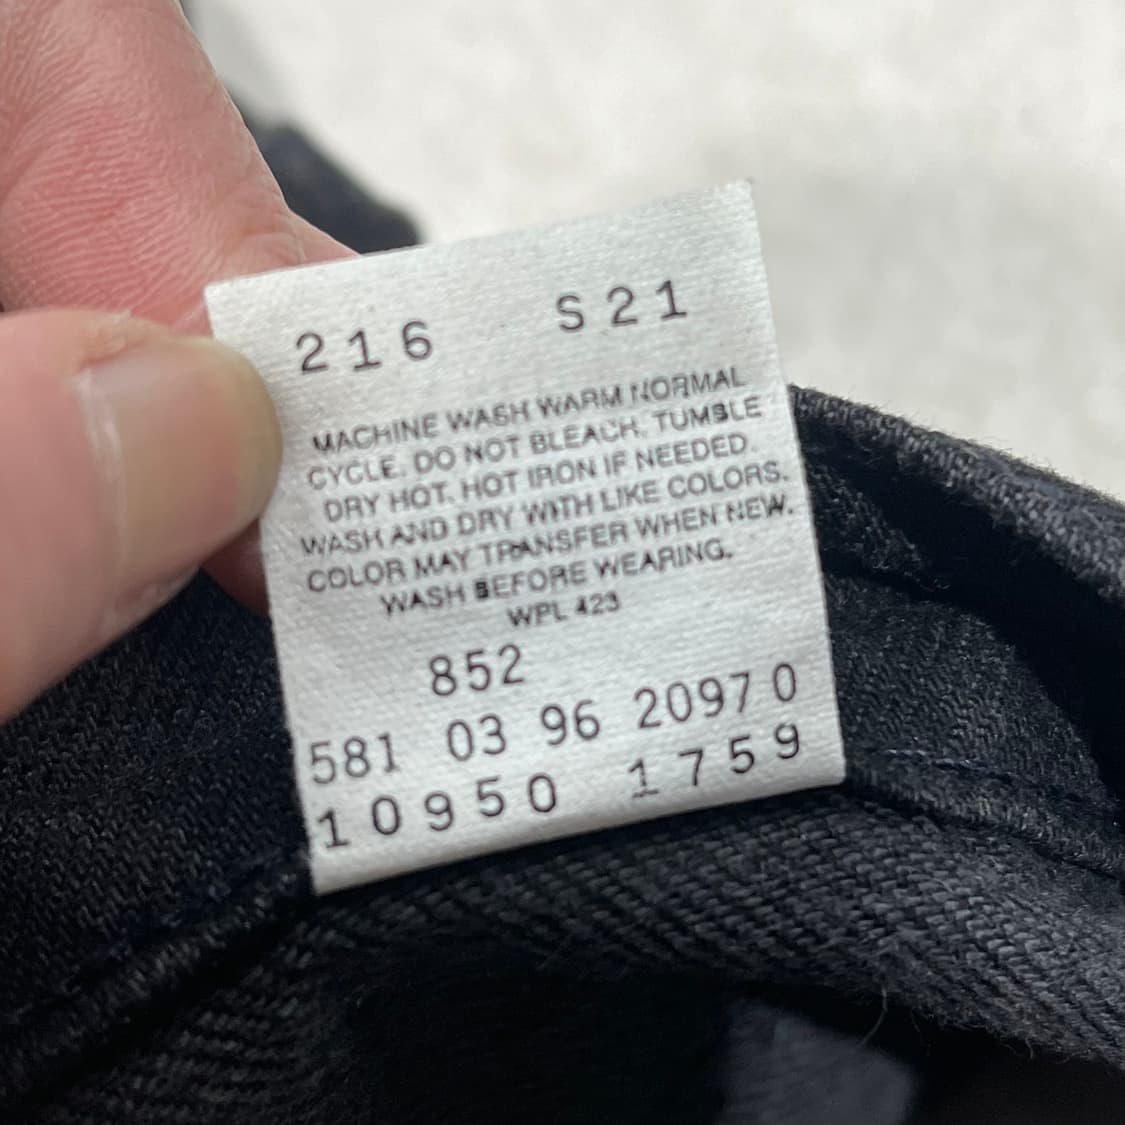 216 S21
MACHINE WASH WARM NORMAL
CYCLE. DO NOT BLEACH. TUMBLE
DRY HOT. HOT IRON IF NEEDED.
WASH AND DRY WITH LIKE COLORS.
COLOR MAY TRANSFER WHEN NEW.
WASH BEFORE WEARING.
WPL 423
852
581 03 96 20970
10950 1759